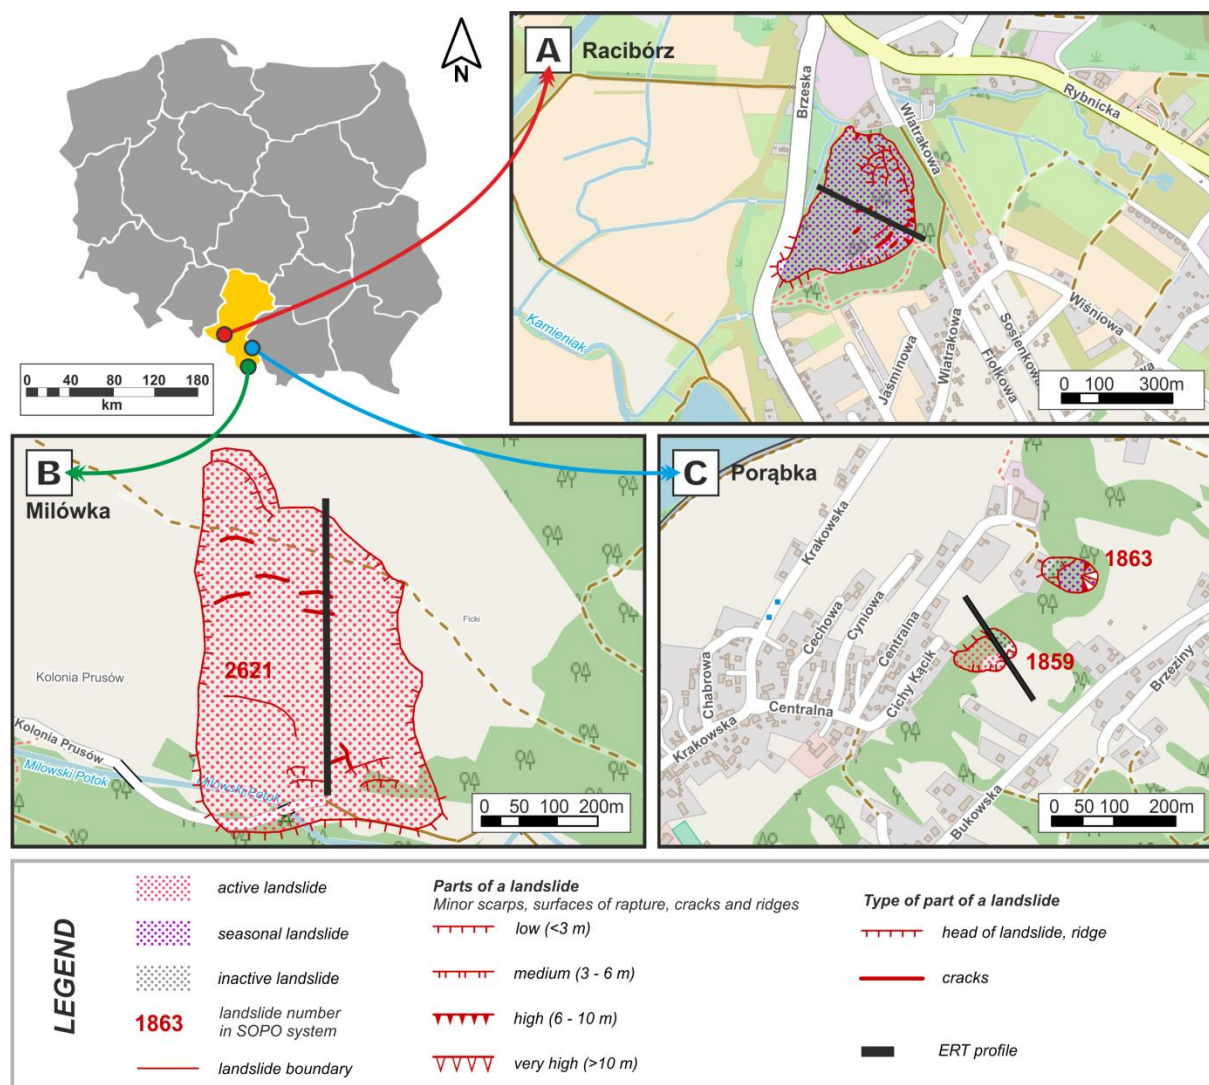 N
0 40 80 120 180
km
A Racibórz
Brzeska
Wiatrakowa
Rybnicka
Kamieniak
Jaśminowa
Wiatrakowa
Fiołkowa
Sosienkowa
Wiśniowa
0 100 300m
B
Milówka
2621
Ficki
Kolonia Prusów
Kolonia Prusów
Milowski Potok
Milowski Potok
0 50 100 200m
C Porąbka
Krakowska
1863
Cechowa
Cyniowa
Centralna
1859
Chabrowa
Cichy Kącik
Centralna
Krakowska
Brzeziny
Bukowska
0 50 100 200m
LEGEND
active landslide
seasonal landslide
inactive landslide
1863 landslide number
in SOPO system
landslide boundary
Parts of a landslide
Minor scarps, surfaces of rapture, cracks and ridges
low (<3 m)
medium (3 - 6 m)
high (6 - 10 m)
very high (>10 m)
Type of part of a landslide
head of landslide, ridge
cracks
ERT profile